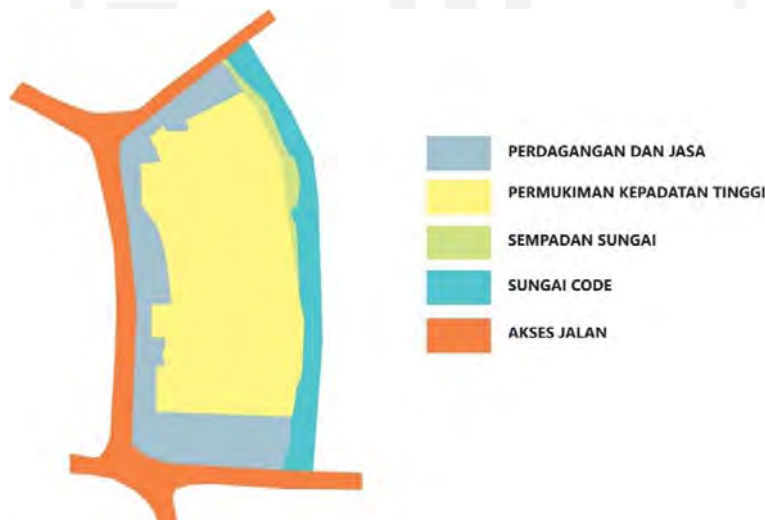 PERDAGANGAN DAN JASA
PERMUKIMAN KEPADATAN TINGGI
SEMPADAN SUNGAI
SUNGAI CODE
AKSES JALAN